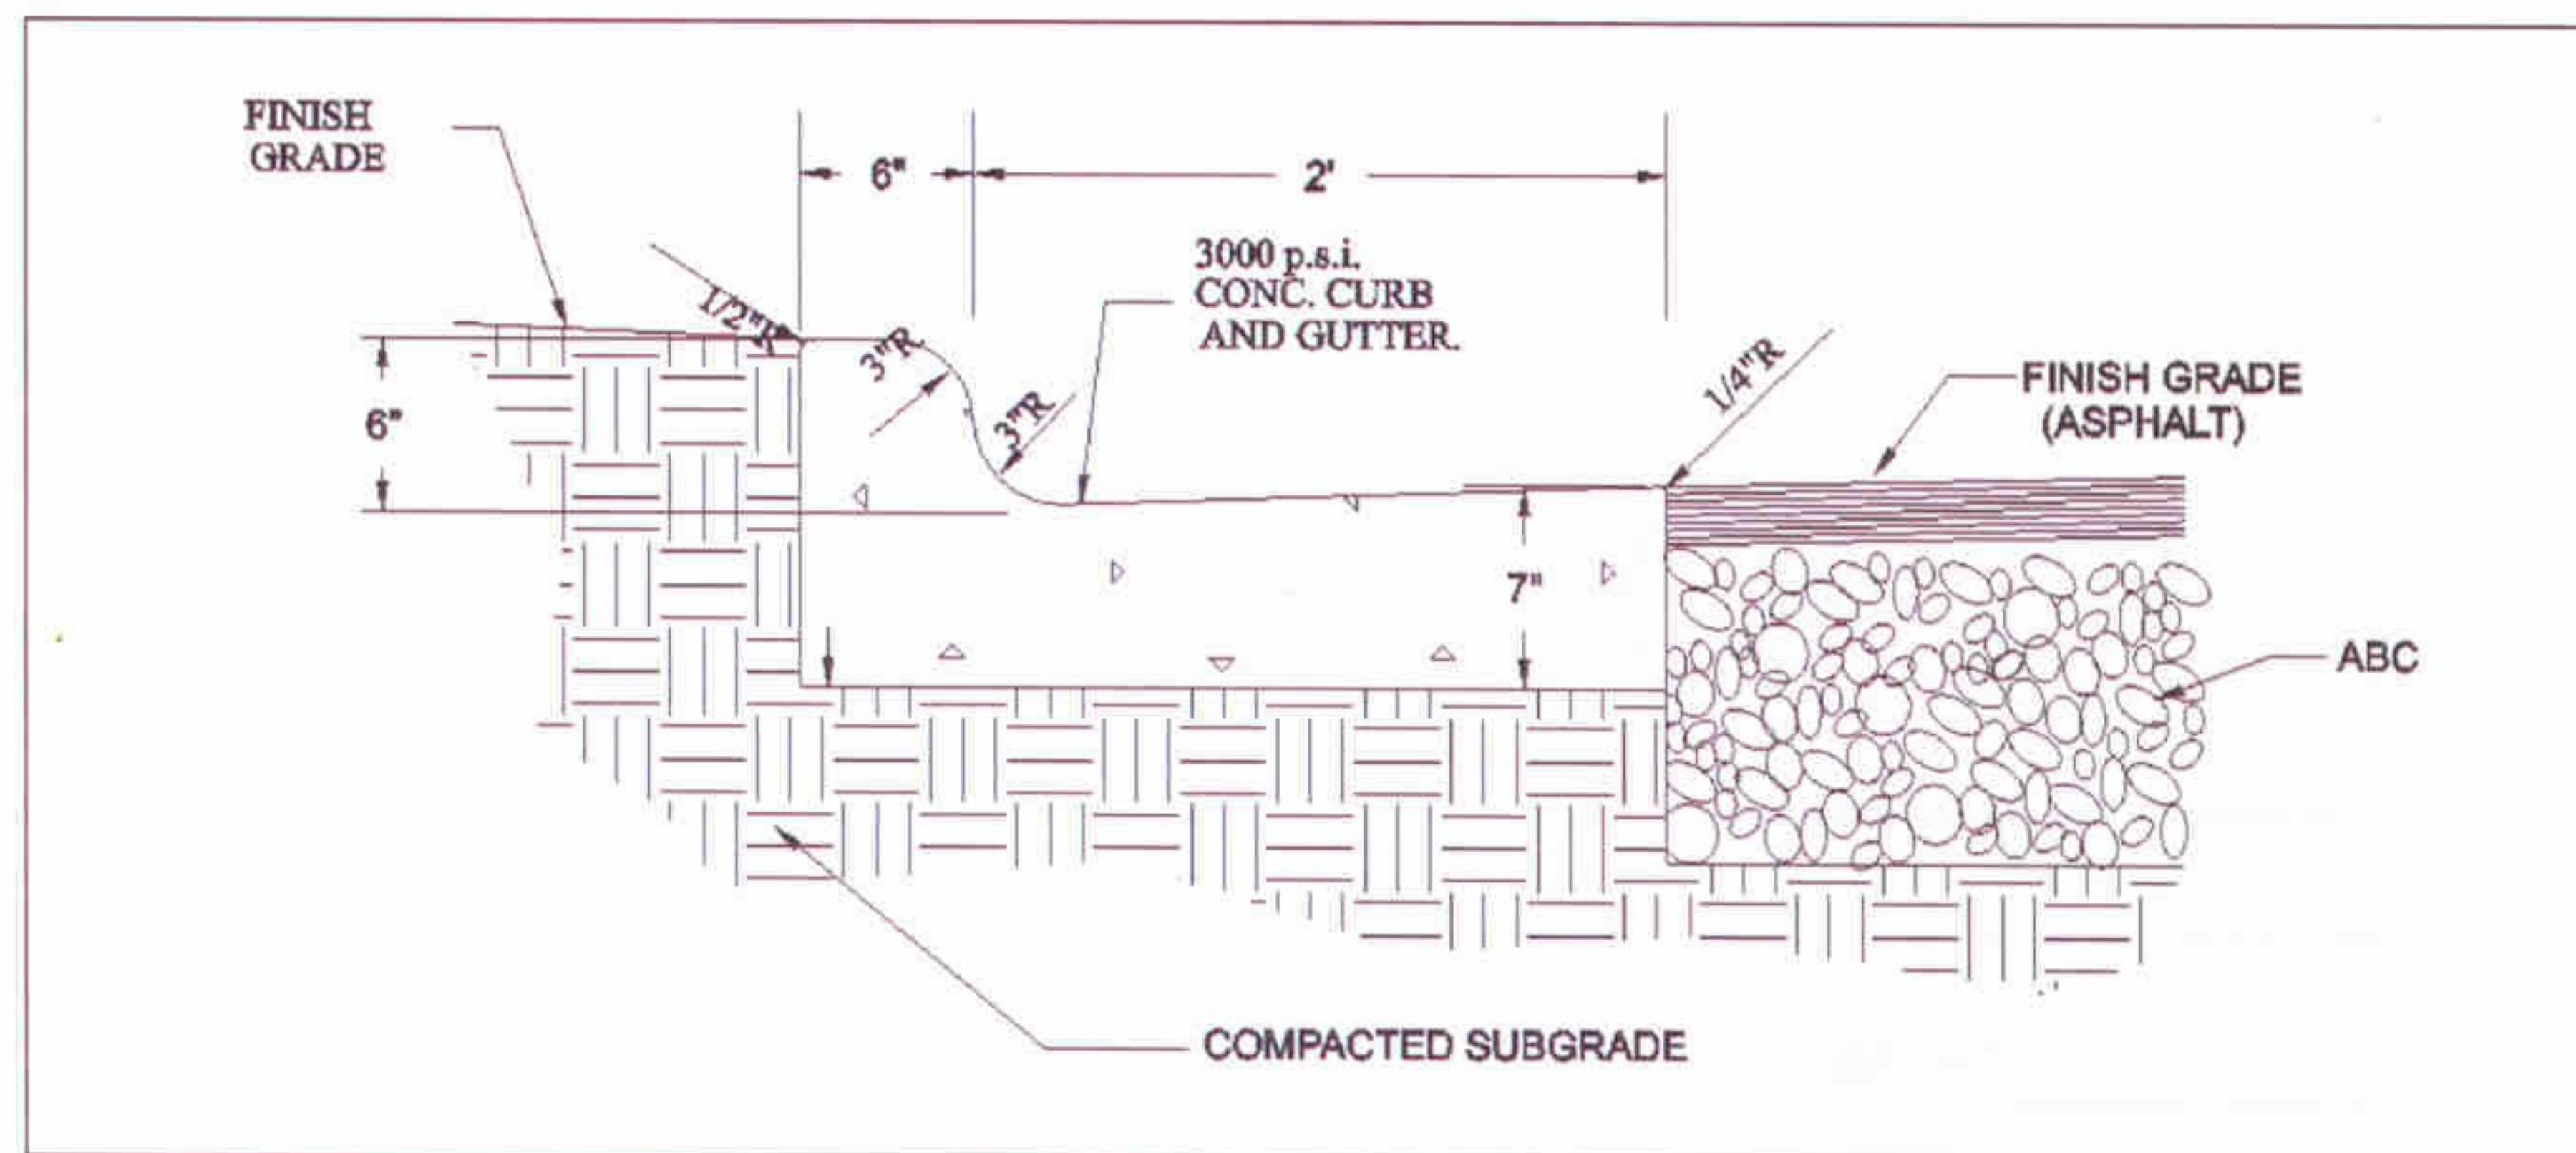 FINISH
GRADE
6"
2'
3000 p.s.i.
CONC. CURB
AND GUTTER.
1/2"R
3"R.
3"R
1/4"R
FINISH GRADE
(ASPHALT)
6"
7"
ABC
COMPACTED SUBGRADE